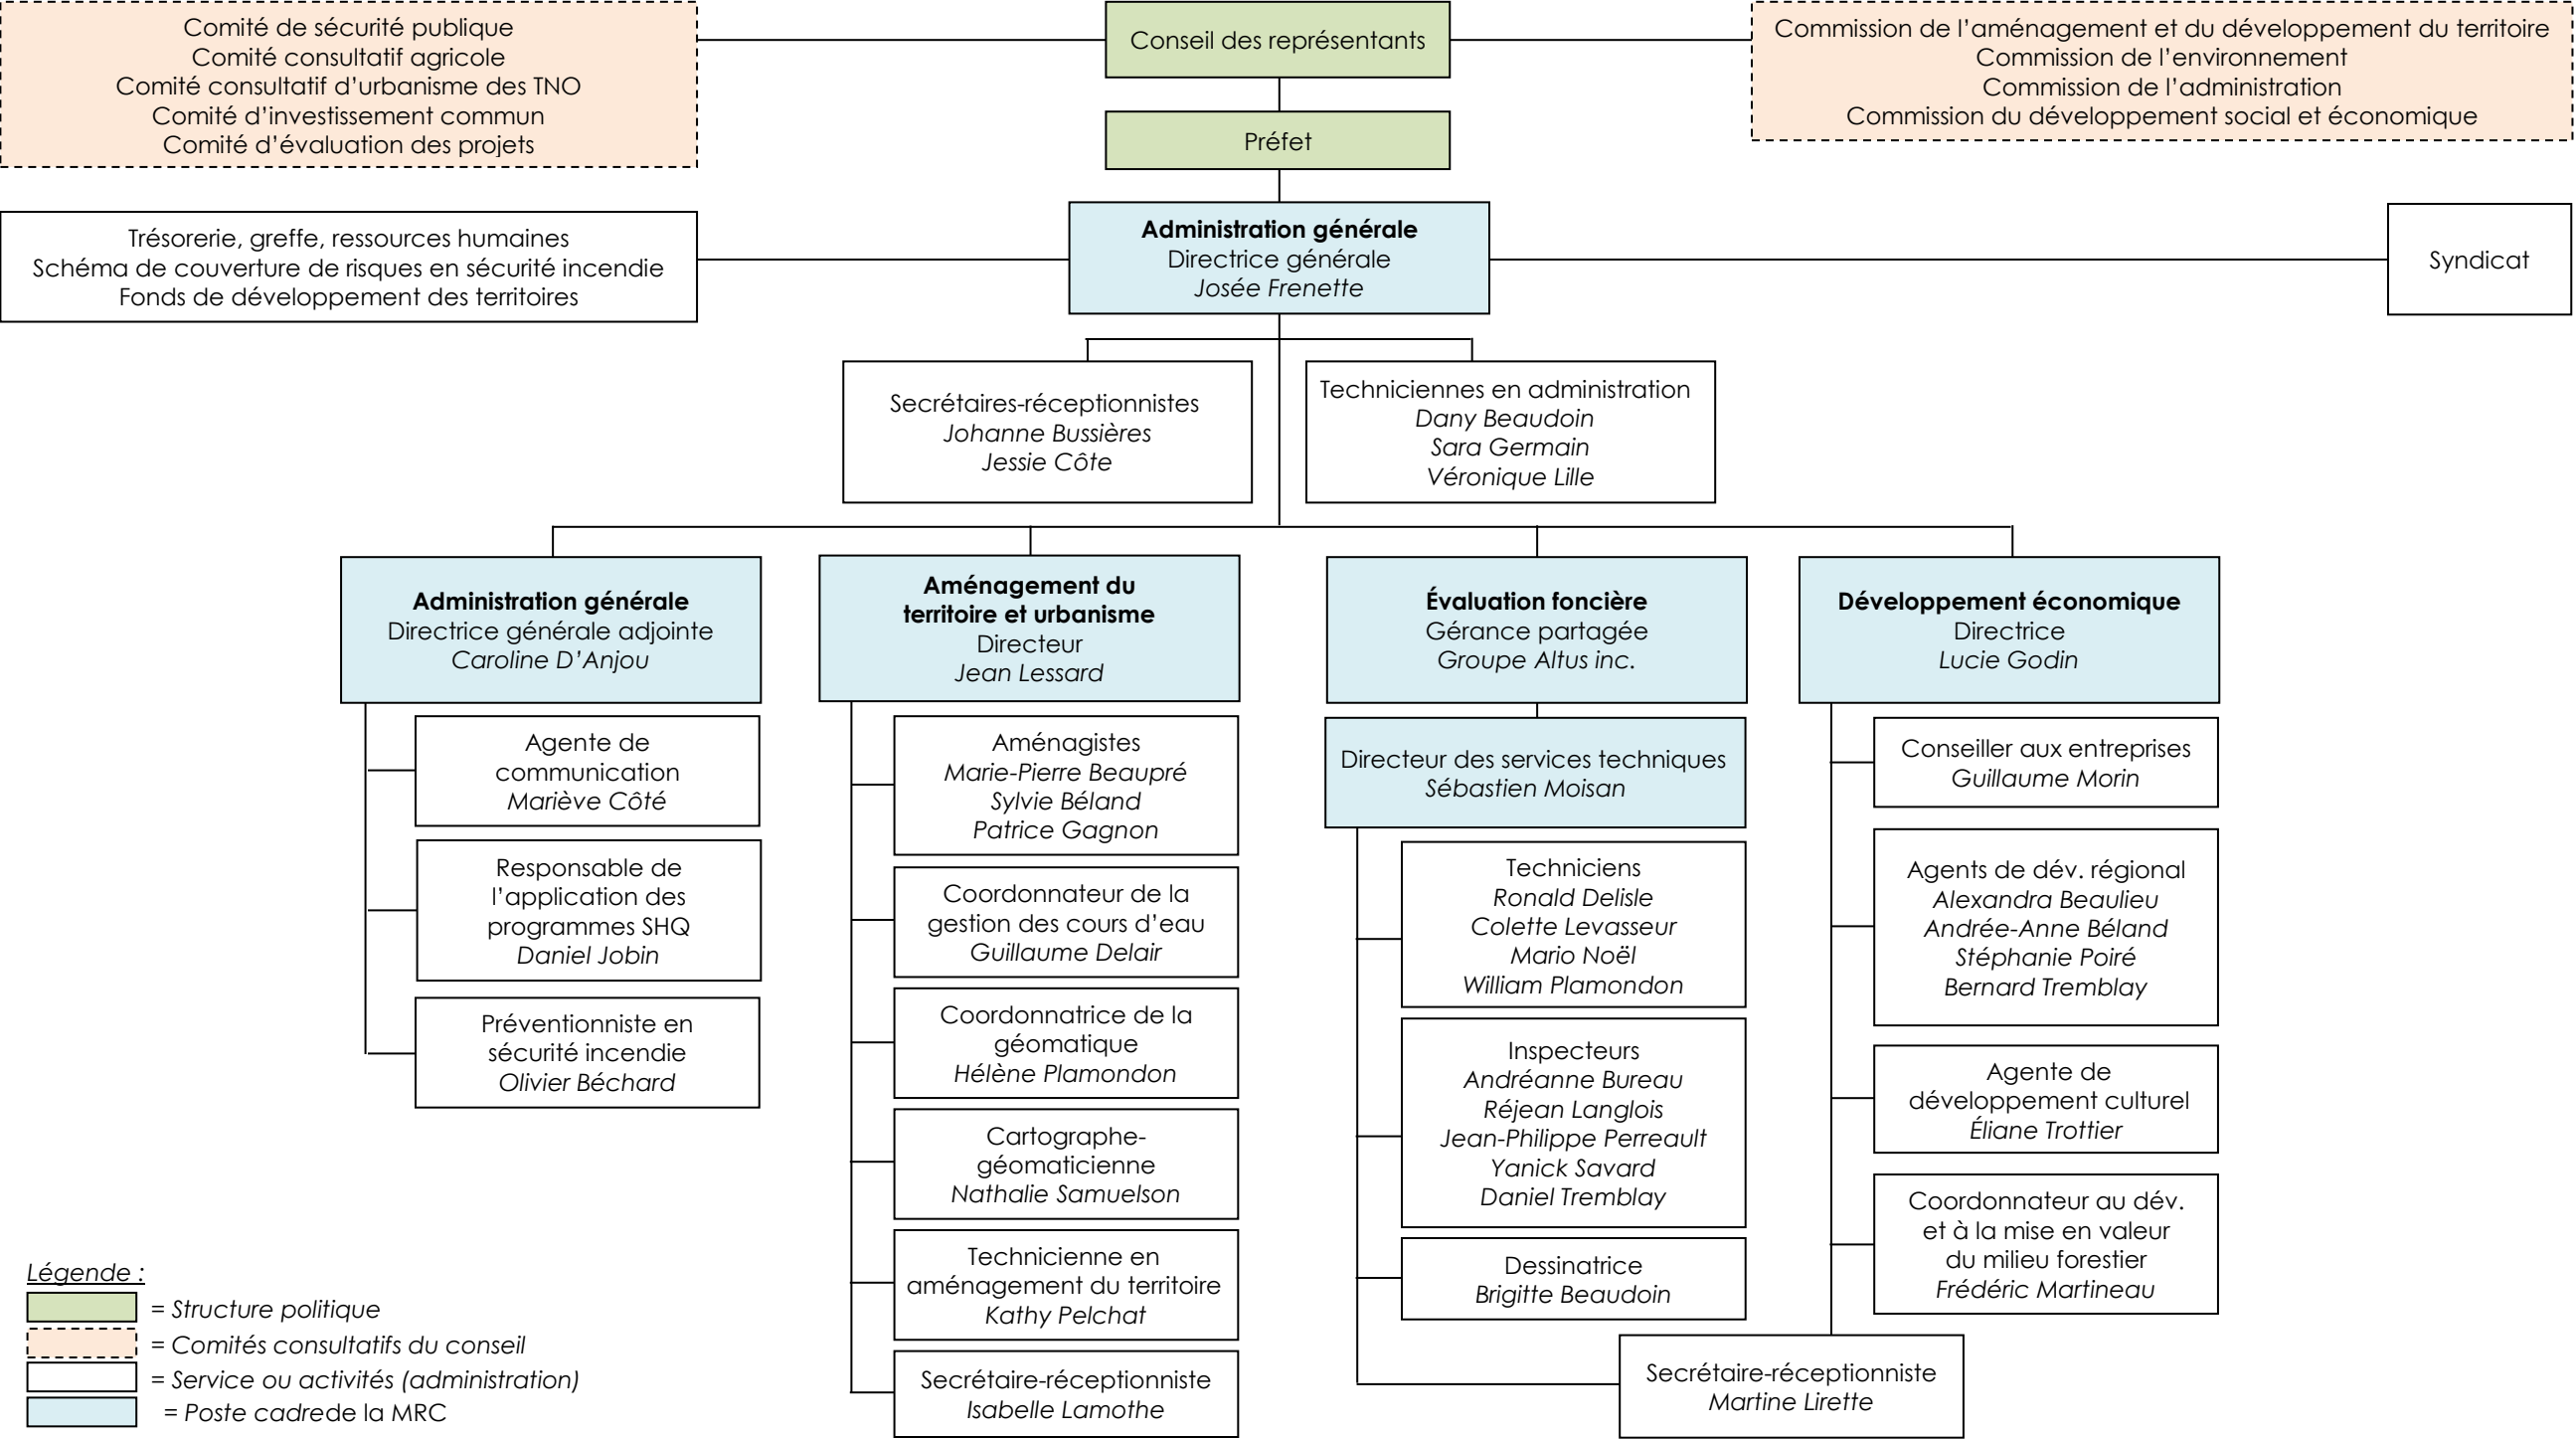 Comité de sécurité publique
Comité consultatif agricole
Comité consultatif d’urbanisme des TNO
Comité d’investissement commun
Comité d’évaluation des projets
Conseil des représentants
Commission de l’aménagement et du développement du territoire
Commission de l’environnement
Commission de l’administration
Commission du développement social et économique
Préfet
Trésorerie, greffe, ressources humaines
Schéma de couverture de risques en sécurité incendie
Fonds de développement des territoires
Administration générale
Directrice générale
Josée Frenette
Syndicat
Secrétaires-réceptionnistes
Johanne Bussières
Jessie Côte
Techniciennes en administration
Dany Beaudoin
Sara Germain
Véronique Lille
Administration générale
Directrice générale adjointe
Caroline D’Anjou
Agente de
communication
Mariève Côté
Responsable de
l’application des
programmes SHQ
Daniel Jobin
Préventionniste en
sécurité incendie
Olivier Béchard
Aménagement du
territoire et urbanisme
Directeur
Jean Lessard
Aménagistes
Marie-Pierre Beaupré
Sylvie Béland
Patrice Gagnon
Coordonnateur de la
gestion des cours d’eau
Guillaume Delair
Coordonnatrice de la
géomatique
Hélène Plamondon
Cartographe-
géomaticienne
Nathalie Samuelson
Technicienne en
aménagement du territoire
Kathy Pelchat
Secrétaire-réceptionniste
Isabelle Lamothe
Évaluation foncière
Gérance partagée
Groupe Altus inc.
Directeur des services techniques
Sébastien Moisan
Techniciens
Ronald Delisle
Colette Levasseur
Mario Noël
William Plamondon
Inspecteurs
Andréanne Bureau
Réjean Langlois
Jean-Philippe Perreault
Yanick Savard
Daniel Tremblay
Dessinatrice
Brigitte Beaudoin
Développement économique
Directrice
Lucie Godin
Conseiller aux entreprises
Guillaume Morin
Agents de dév. régional
Alexandra Beaulieu
Andrée-Anne Béland
Stéphanie Poiré
Bernard Tremblay
Agente de
développement culturel
Éliane Trottier
Coordonnateur au dév.
et à la mise en valeur
du milieu forestier
Frédéric Martineau
Secrétaire-réceptionniste
Martine Lirette
Légende :
= Structure politique
= Comités consultatifs du conseil
= Service ou activités (administration)
= Poste cadrede la MRC